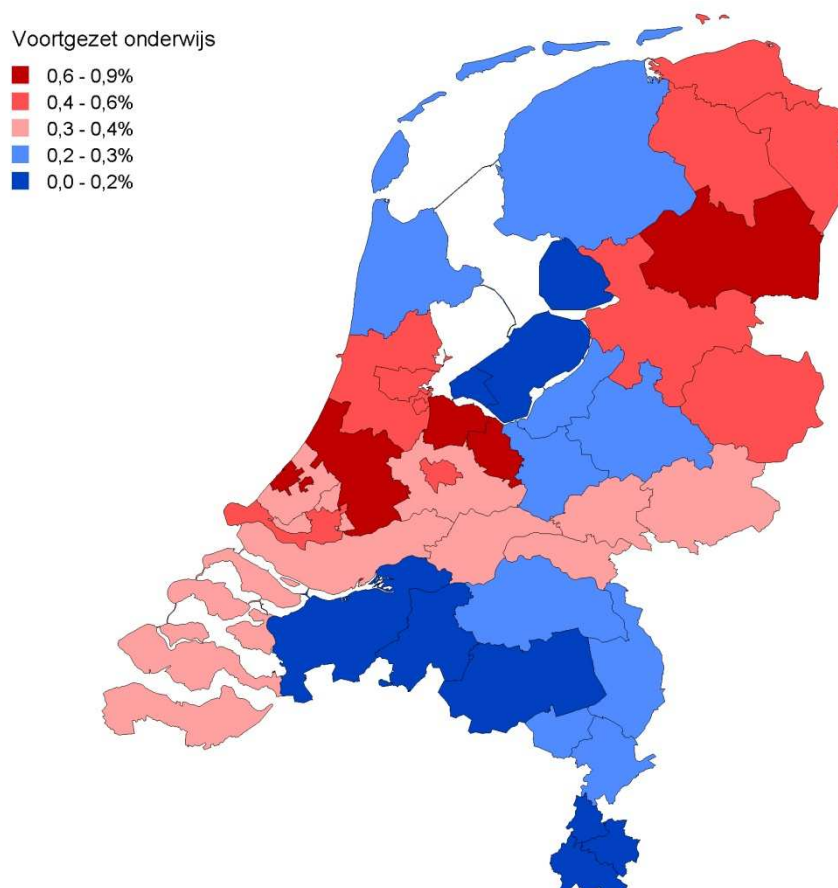 Voortgezet onderwijs
0,6 - 0,9%
0,4 - 0,6%
0,3 - 0,4%
0,2 - 0,3%
0,0 - 0,2%